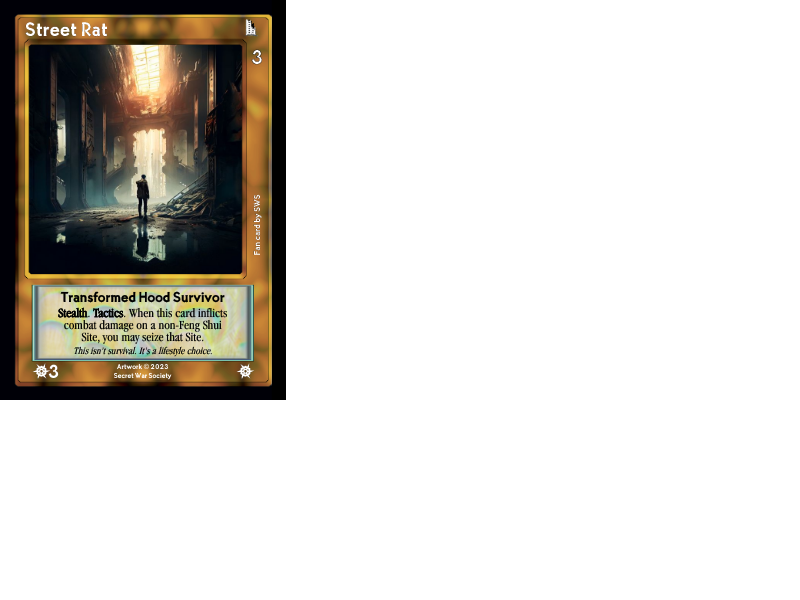 Street Rat
3
Fan card by SWS
Transformed Hood Survivor
Stealth. Tactics. When this card inflicts
combat damage on a non-Feng Shui
Site, you may seize that Site.
This isn't survival. It's a lifestyle choice.
3
Artwork © 2023
Secret War Society